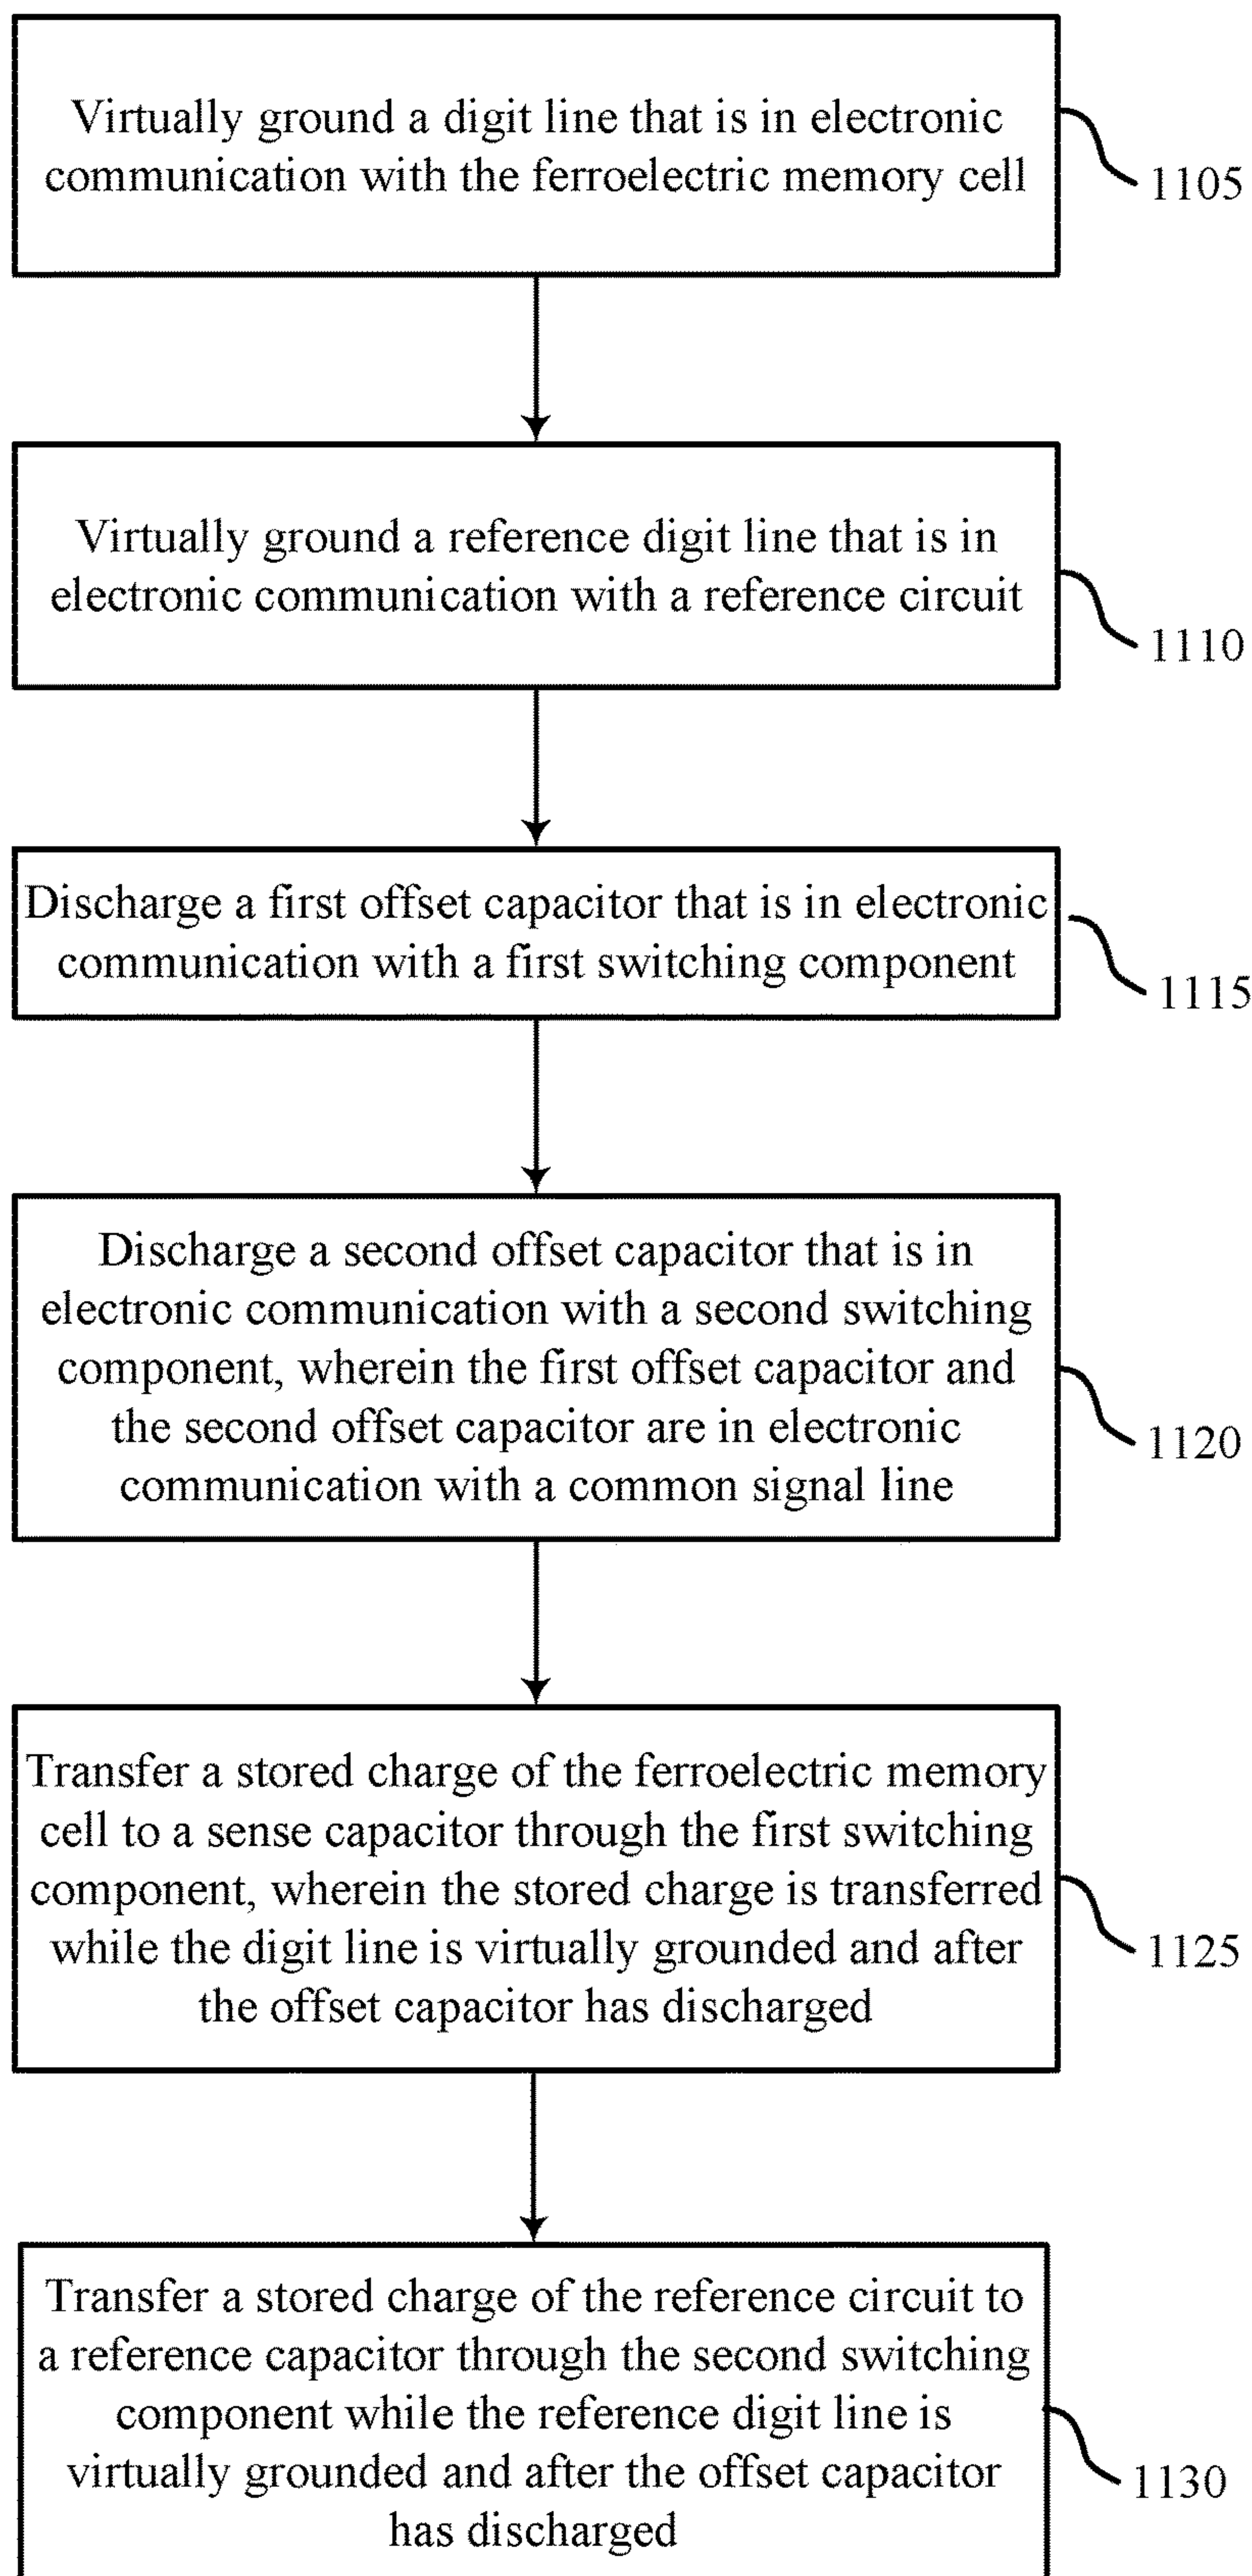 Virtually ground a digit line that is in electronic
communication with the ferroelectric memory cell
1105
Virtually ground a reference digit line that is in
electronic communication with a reference circuit
1110
Discharge a first offset capacitor that is in electronic
communication with a first switching component
1115
Discharge a second offset capacitor that is in
electronic communication with a second switching
component, wherein the first offset capacitor and
the second offset capacitor are in electronic
communication with a common signal line
1120
Transfer a stored charge of the ferroelectric memory
cell to a sense capacitor through the first switching
component, wherein the stored charge is transferred
while the digit line is virtually grounded and after
the offset capacitor has discharged
1125
Transfer a stored charge of the reference circuit to
a reference capacitor through the second switching
component while the reference digit line is
virtually grounded and after the offset capacitor
has discharged
1130